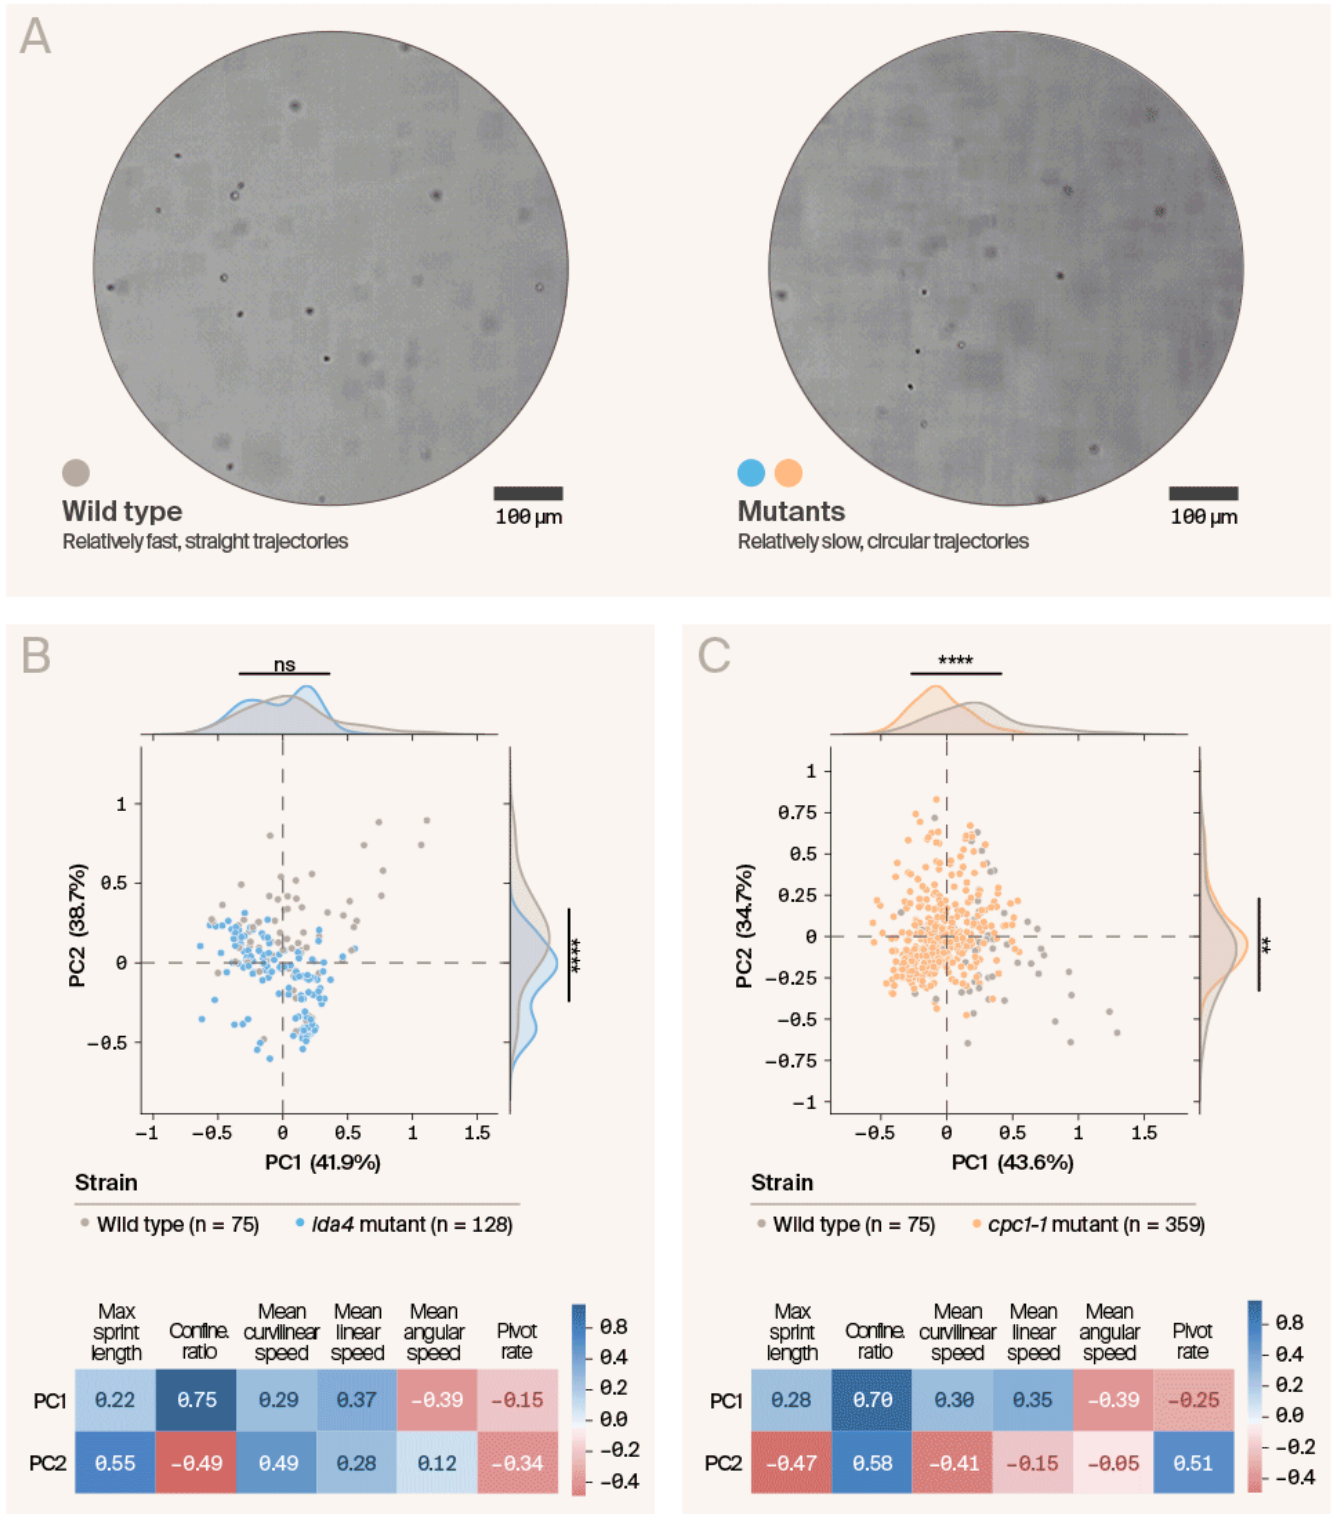 A
Wild type
Relatively fast, straight trajectories
100 µm
Mutants
Relatively slow, circular trajectories
100 µm
B
ns
1
0.5
0
−0.5
PC2 (38.7%)
****
−1 −0.5 0 0.5 1 1.5
PC1 (41.9%)
Strain
Wild type (n = 75) lda4 mutant (n = 128)
Max sprint length
Confine. ratio
Mean curvilinear speed
Mean linear speed
Mean angular speed
Pivot rate
PC1 0.22 0.75 0.29 0.37 −0.39 −0.15
PC2 0.55 −0.49 0.49 0.28 0.12 −0.34
0.8
0.4
0.2
0.0
−0.2
−0.4
C
****
1
0.75
0.5
0.25
0
−0.25
−0.5
−0.75
−1
PC2 (34.7%)
**
−0.5 0 0.5 1 1.5
PC1 (43.6%)
Strain
Wild type (n = 75) cpc1-1 mutant (n = 359)
Max sprint length
Confine. ratio
Mean curvilinear speed
Mean linear speed
Mean angular speed
Pivot rate
PC1 0.28 0.70 0.30 0.35 −0.39 −0.25
PC2 −0.47 0.58 −0.41 −0.15 −0.05 0.51
0.8
0.4
0.2
0.0
−0.2
−0.4